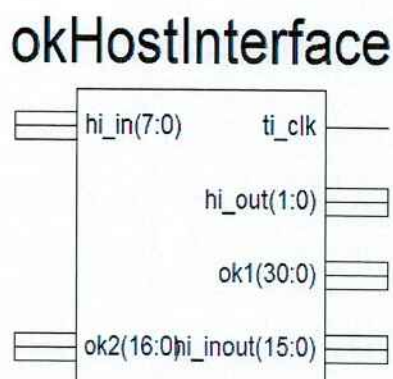 okHostInterface
hi_in(7:0) ti_clk
hi_out(1:0)
ok1(30:0)
ok2(16:0) hi_inout(15:0)